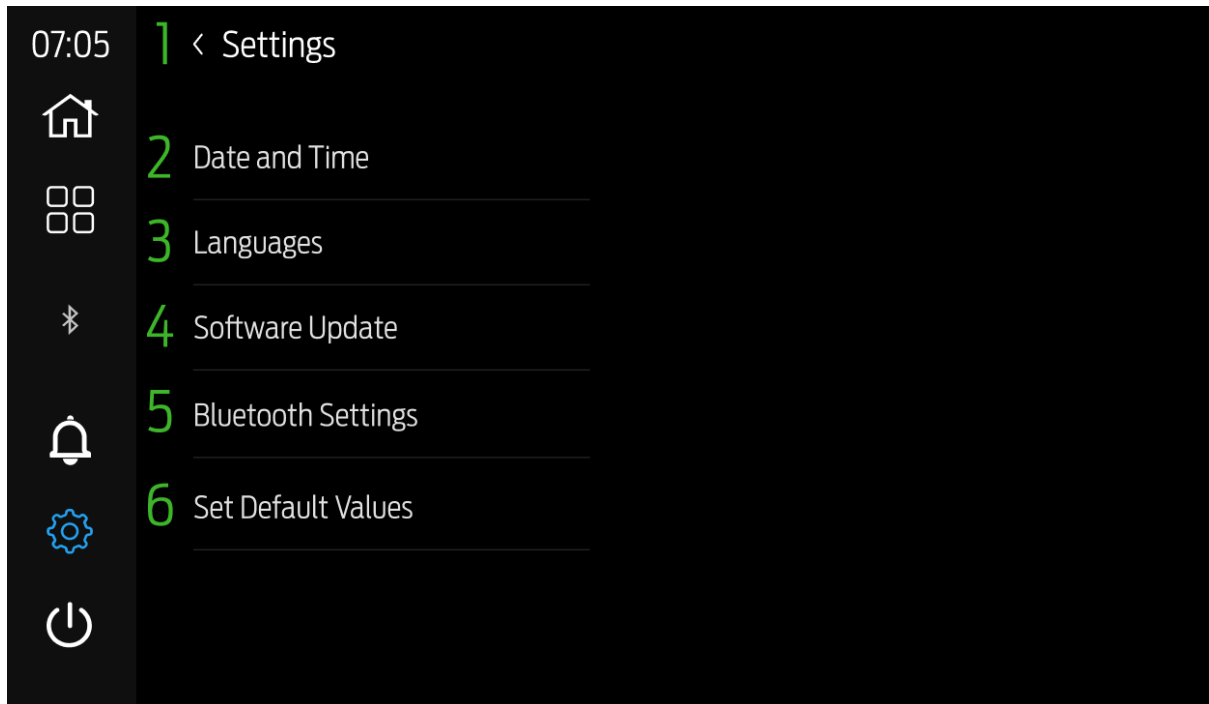 07:05
1 < Settings
2 Date and Time
3 Languages
4 Software Update
5 Bluetooth Settings
6 Set Default Values